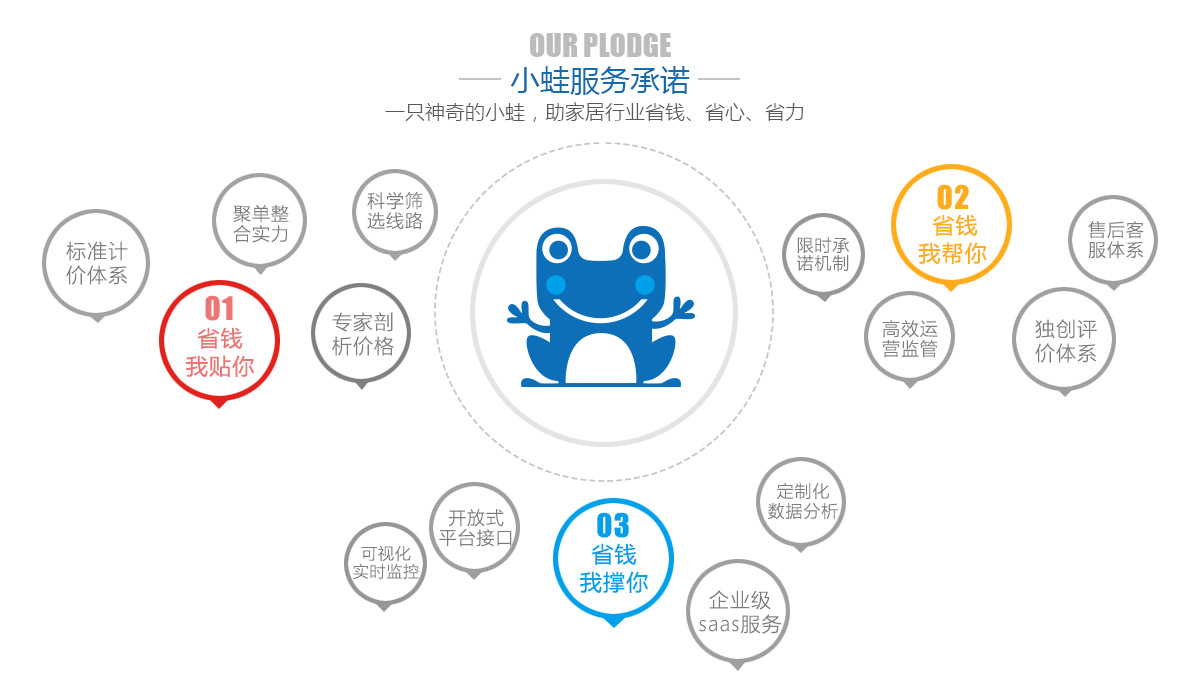 OUR PLODGE
小蛙服务承诺
一只神奇的小蛙，助家居行业省钱、省心、省力
标准计
价体系
聚单整
合实力
科学筛
选线路
01
省钱
我贴你
专家剖
析价格
限时承
诺机制
02
省钱
我帮你
售后客
服体系
高效运
营监管
独创评
价体系
可视化
实时监控
开放式
平台接口
03
省钱
我撑你
定制化
数据分析
企业级
saas服务